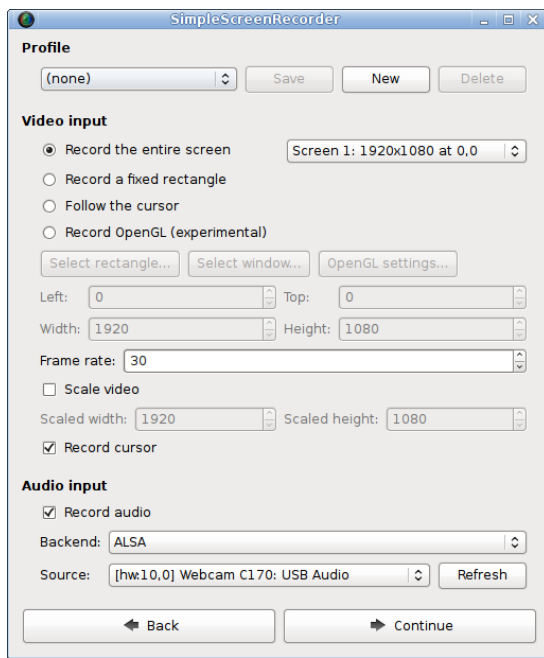 SimpleScreenRecorder
Profile
(none) Save New Delete
Video input
Record the entire screen Screen 1: 1920x1080 at 0,0
Record a fixed rectangle
Follow the cursor
Record OpenGL (experimental)
Select rectangle... Select window... OpenGL settings...
Left: 0 Top: 0
Width: 1920 Height: 1080
Frame rate: 30
Scale video
Scaled width: 1920 Scaled height: 1080
Record cursor
Audio input
Record audio
Backend: ALSA
Source: [hw:10,0] Webcam C170: USB Audio Refresh
Back Continue